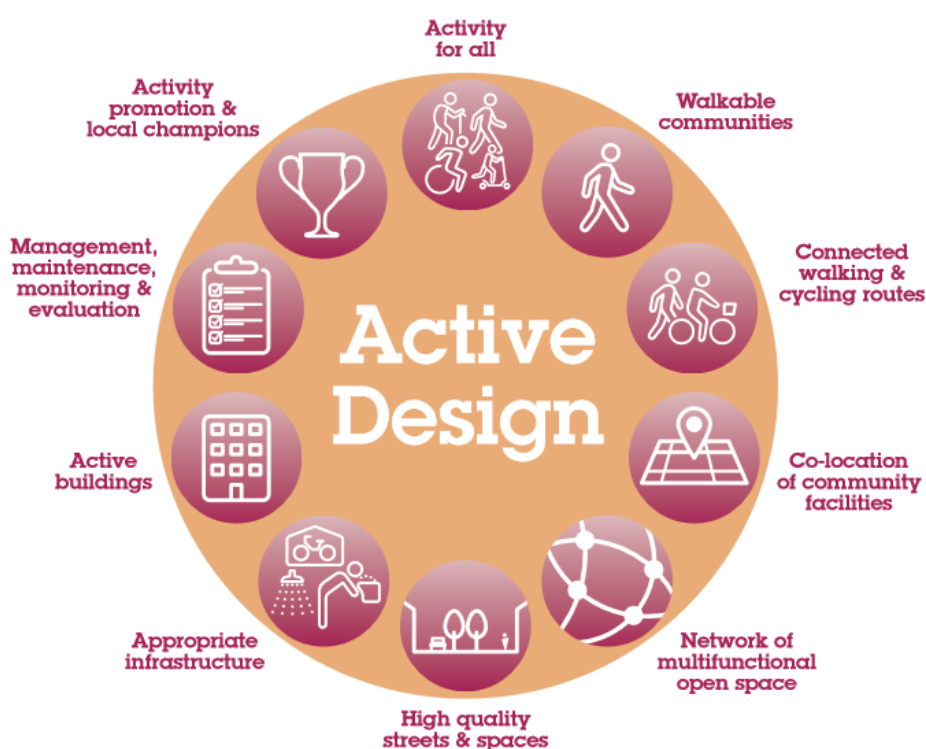 Activity
for all
Walkable
communities
Connected
walking &
cycling routes
Co-location
of community
facilities
Network of
multifunctional
open space
High quality
streets & spaces
Appropriate
infrastructure
Active
buildings
Management,
maintenance,
monitoring &
evaluation
Activity
promotion &
local champions
Active
Design